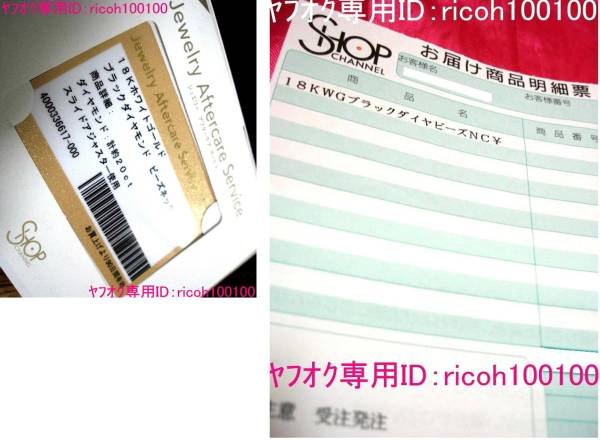 ヤフオク専用ID：ricoh100100
Jewelry Aftercare Service
Jewelry Aftercare Service
18Kホワイトゴールド
ブラックダイヤモンド ビーズネッ
商品詳細
ダイヤモンド 計約20ct
スライドアジャスター使用
4000336617-000
SHOP
CHANNEL
ヤフオク専用ID：ricoh100100
ヤフオク専用ID：ricoh100100
SHOP
CHANNEL
お届け商品明細票
お客様名
お客様番号
商品名
商品番号
18KWGブラックダイヤビーズNC¥
ヤフオク専用ID：ricoh100100
意 受注発注